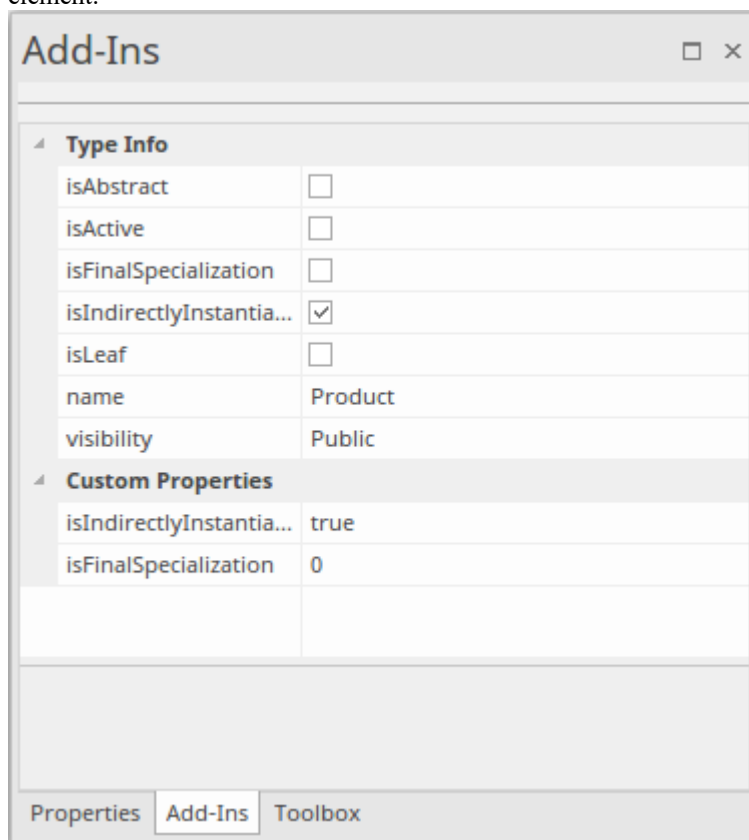 element.
Add-Ins
Type Info
isAbstract
isActive
isFinalSpecialization
isIndirectlyInstantia...
isLeaf
name Product
visibility Public
Custom Properties
isIndirectlyInstantia... true
isFinalSpecialization 0
Properties Add-Ins Toolbox